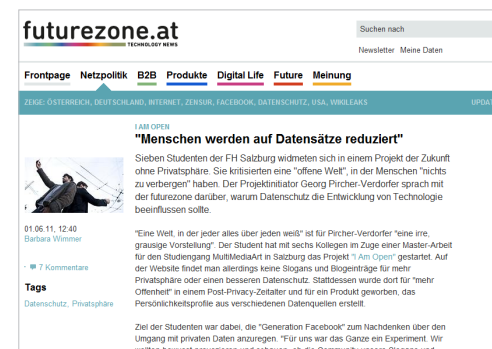 futurezone.at
TECHNOLOGY NEWS
Suchen nach
Newsletter Meine Daten
Frontpage Netzpolitik B2B Produkte Digital Life Future Meinung
ZEIGE: ÖSTERREICH, DEUTSCHLAND, INTERNET, ZENSUR, FACEBOOK, DATENSCHUTZ, USA, WIKILEAKS
UPDA
I AM OPEN
"Menschen werden auf Datensätze reduziert"
Sieben Studenten der FH Salzburg widmeten sich in einem Projekt der Zukunft
ohne Privatsphäre. Sie kritisierten eine "offene Welt", in der Menschen "nichts
zu verbergen" haben. Der Projektinitiator Georg Pircher-Verdorfer sprach mit
der futurezone darüber, warum Datenschutz die Entwicklung von Technologie
beeinflussen sollte.
01.06.11, 12:40
Barbara Wimmer
7 Kommentare
Tags
Datenschutz, Privatsphäre
"Eine Welt, in der jeder alles über jeden weiß" ist für Pircher-Verdorfer "eine irre,
grausige Vorstellung". Der Student hat mit sechs Kollegen im Zuge einer Master-Arbeit
für den Studiengang MultiMediaArt in Salzburg das Projekt "I Am Open" gestartet. Auf
der Website findet man allerdings keine Slogans und Blogeinträge für mehr
Privatsphäre oder einen besseren Datenschutz. Stattdessen wurde dort für "mehr
Offenheit" in einem Post-Privacy-Zeitalter und für ein Produkt geworben, das
Persönlichkeitsprofile aus verschiedenen Datenquellen erstellt.
Ziel der Studenten war dabei, die "Generation Facebook" zum Nachdenken über den
Umgang mit privaten Daten anzuregen. "Für uns war das Ganze ein Experiment. Wir